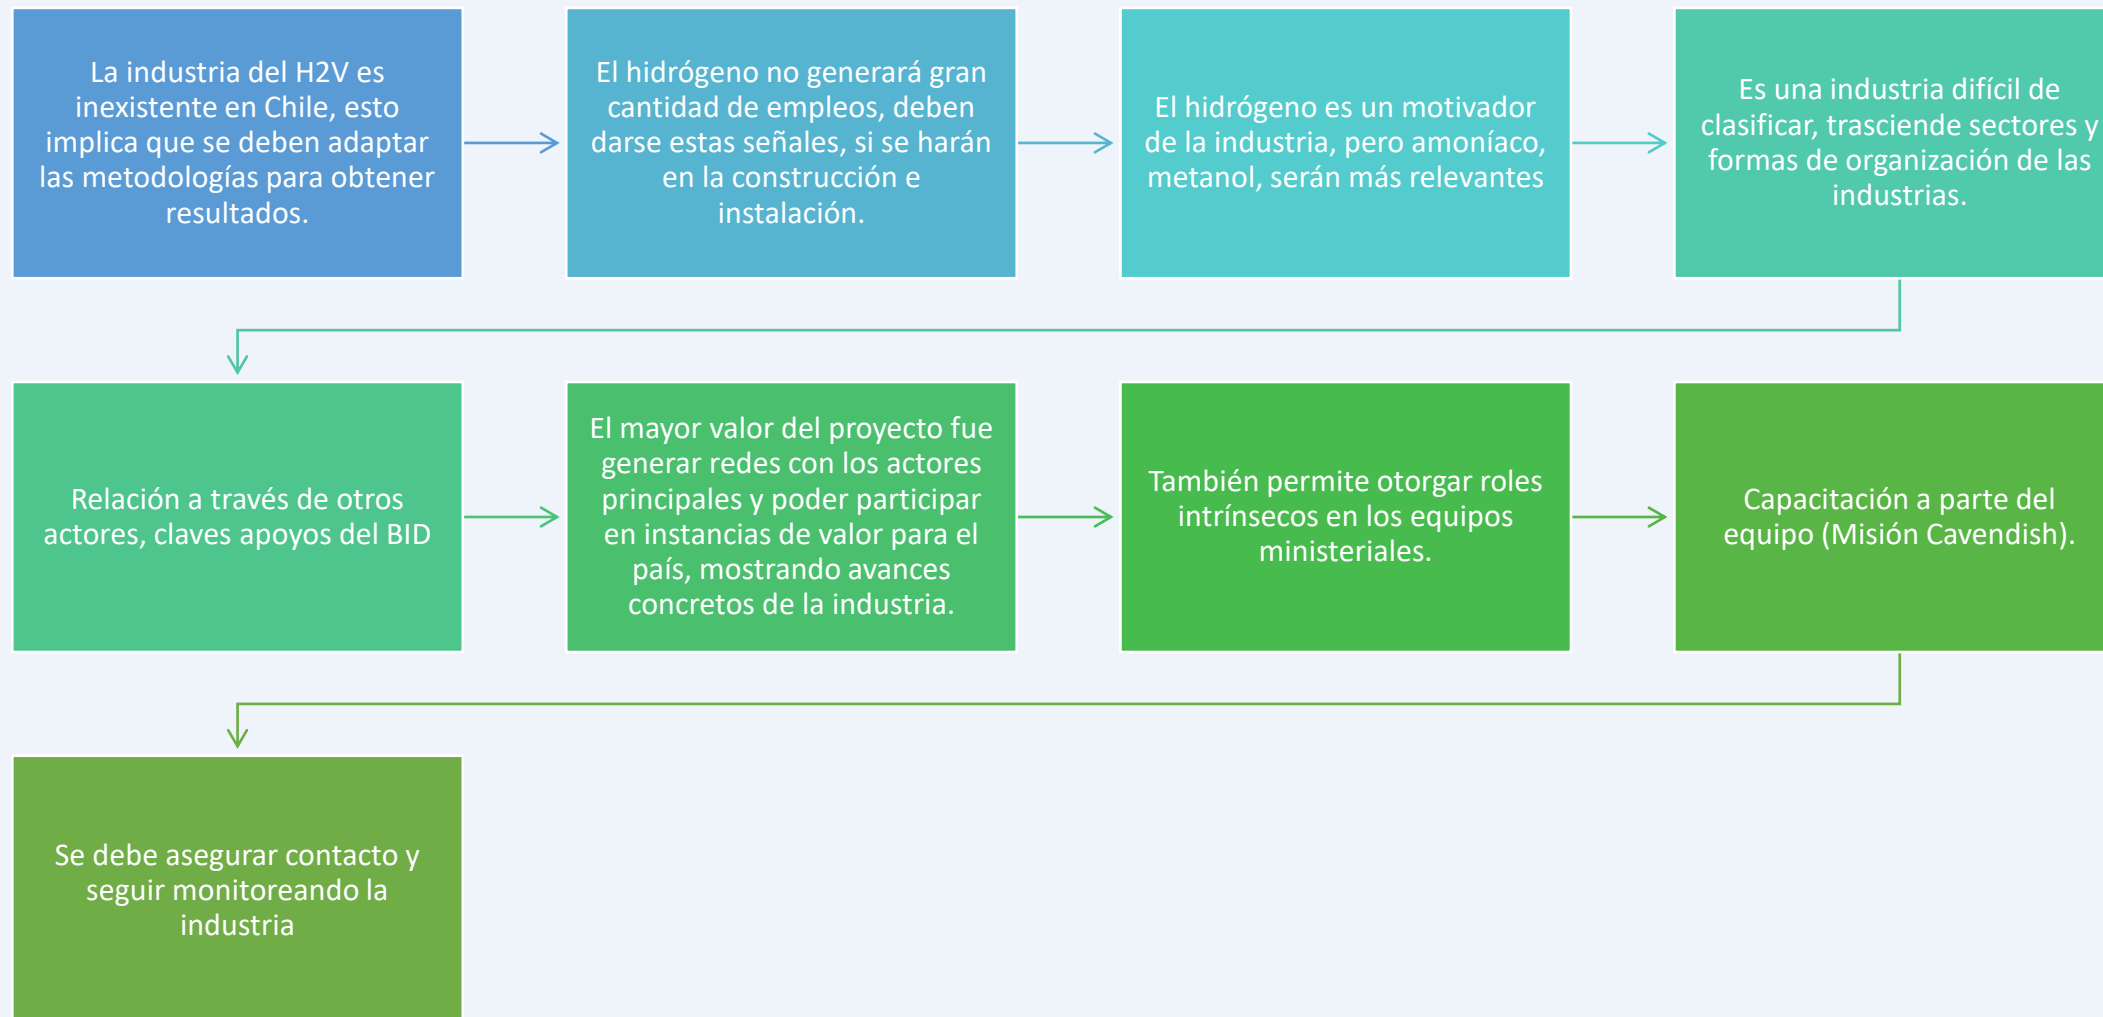 La industria del H2V es
inexistente en Chile, esto
implica que se deben adaptar
las metodologías para obtener
resultados.
El hidrógeno no generará gran
cantidad de empleos, deben
darse estas señales, si se harán
en la construcción e
instalación.
El hidrógeno es un motivador
de la industria, pero amoníaco,
metanol, serán más relevantes
Es una industria difícil de
clasificar, trasciende sectores y
formas de organización de las
industrias.
Relación a través de otros
actores, claves apoyos del BID
El mayor valor del proyecto fue
generar redes con los actores
principales y poder participar
en instancias de valor para el
país, mostrando avances
concretos de la industria.
También permite otorgar roles
intrínsecos en los equipos
ministeriales.
Capacitación a parte del
equipo (Misión Cavendish).
Se debe asegurar contacto y
seguir monitoreando la
industria